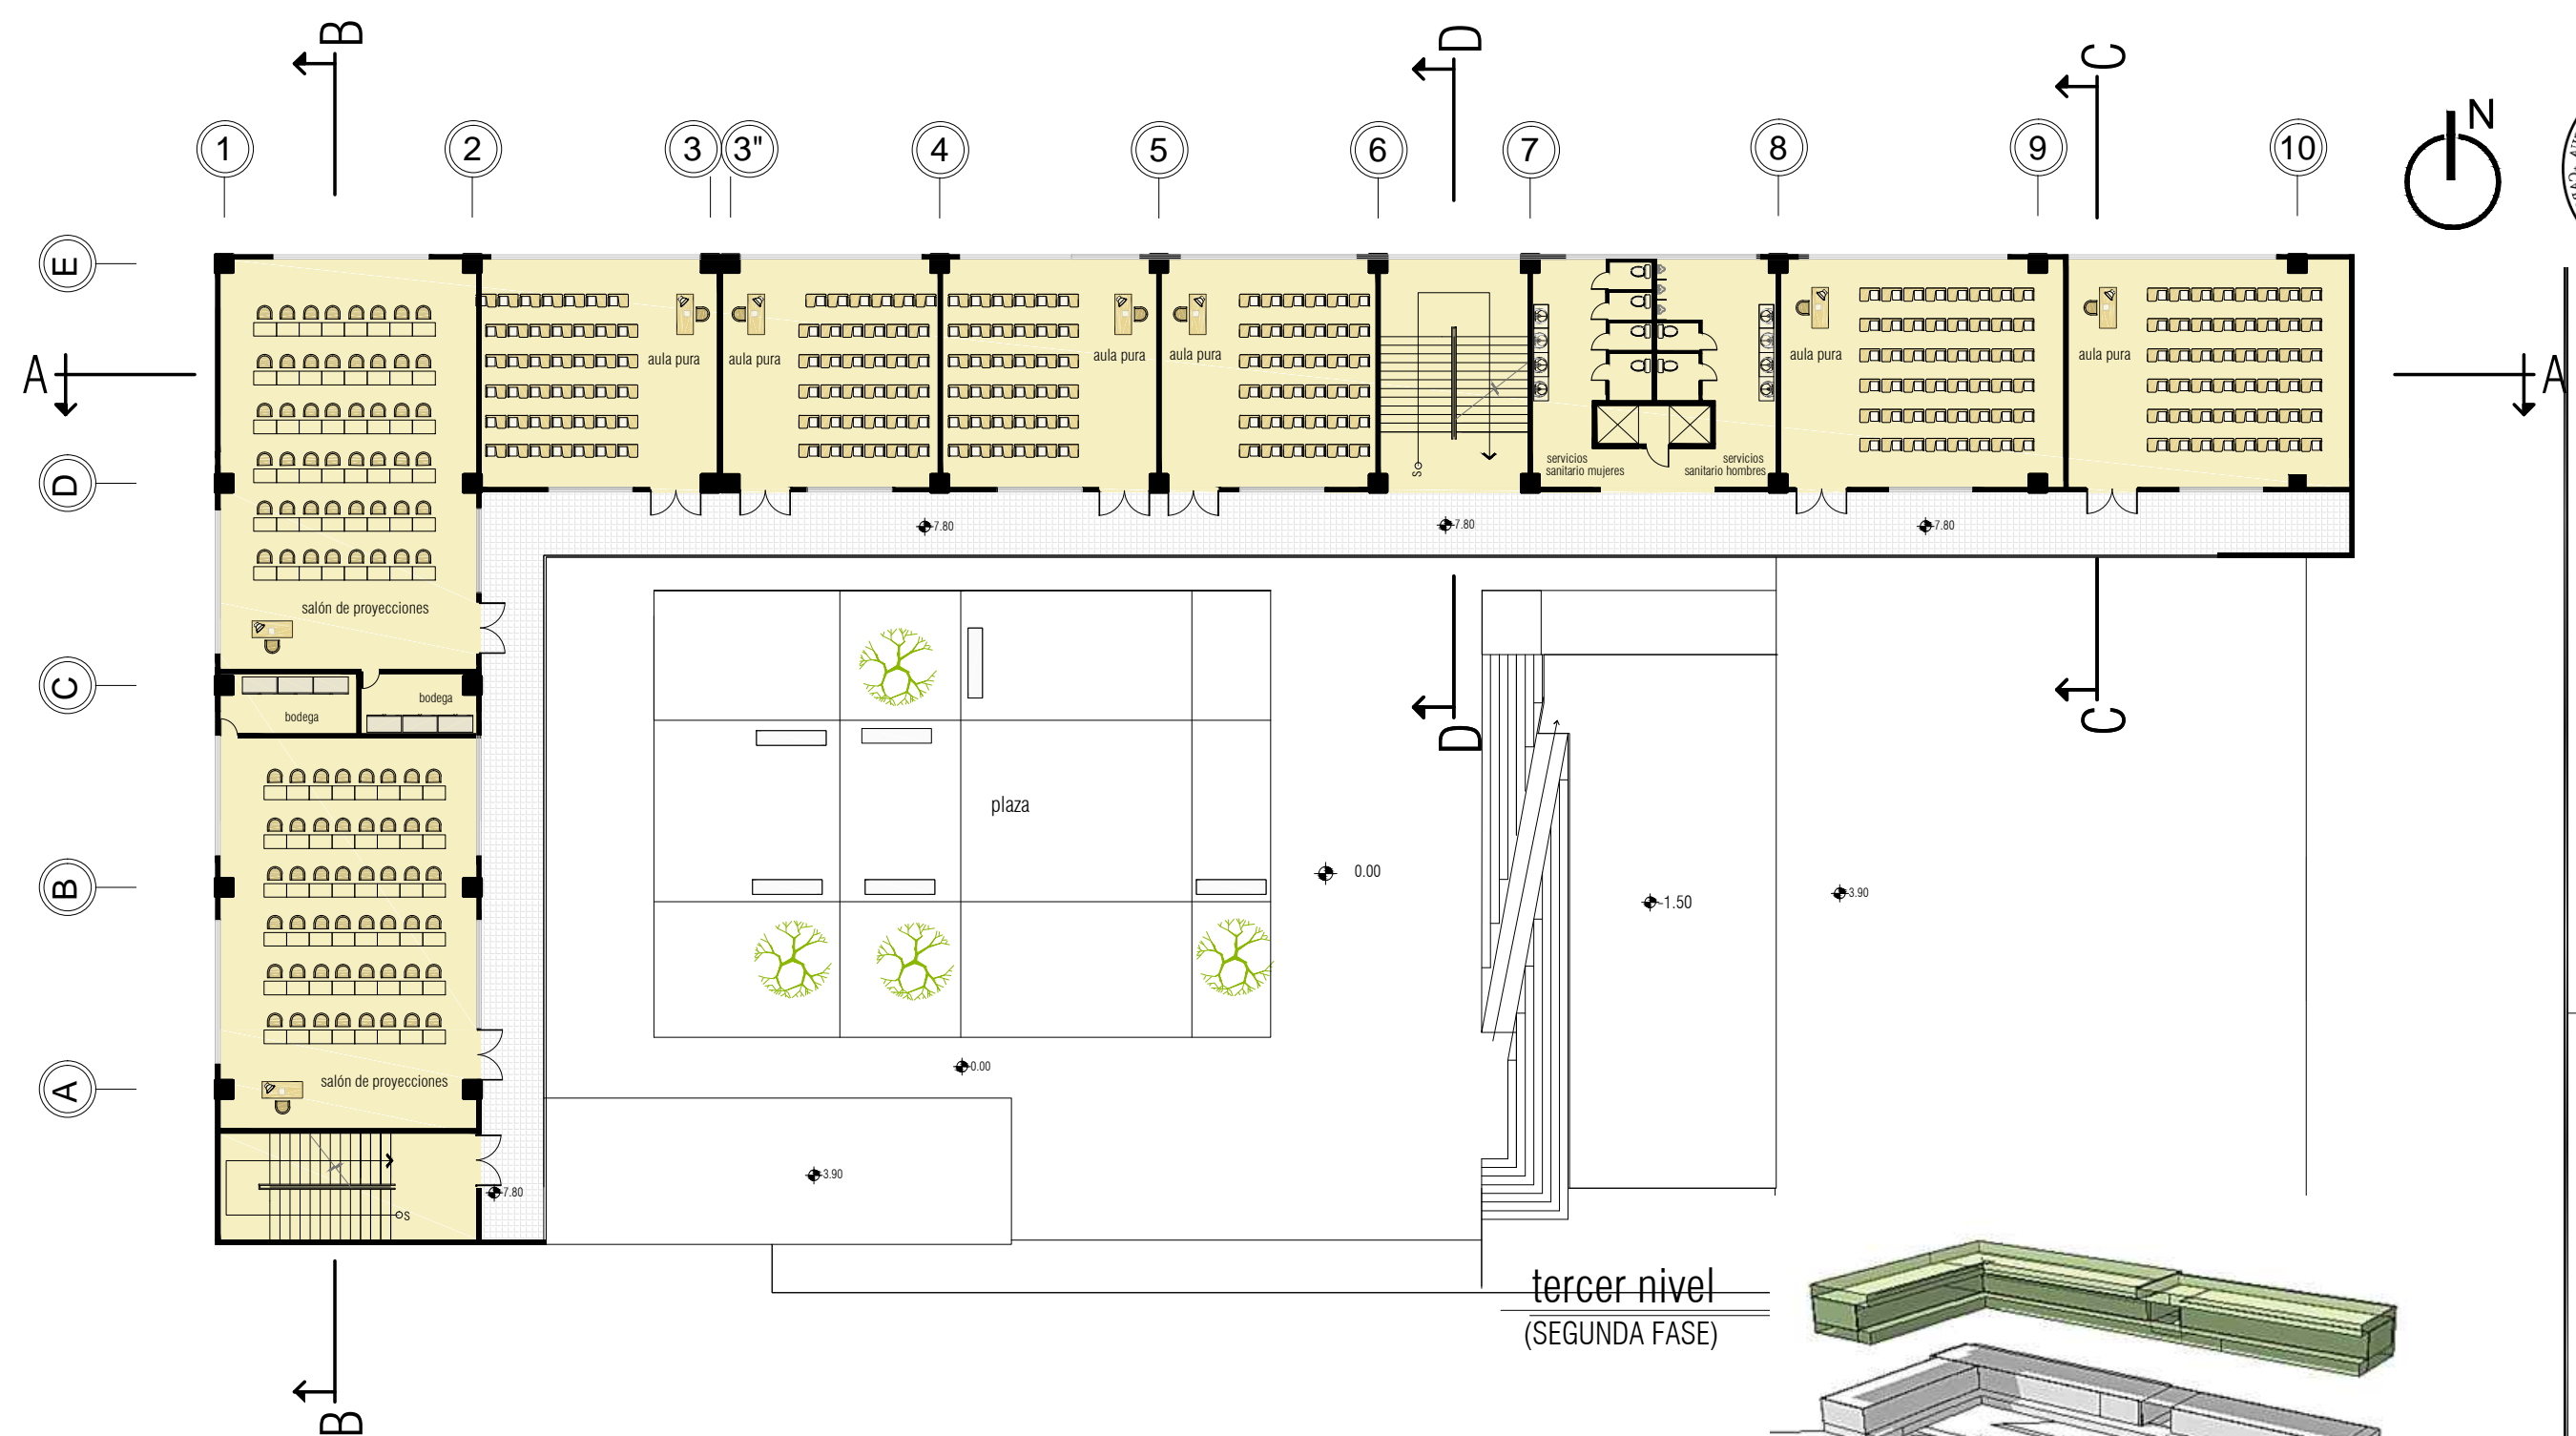 B
D
C
N
1
2
3
3"
4
5
6
7
8
9
10
E
A
A
aula pura
aula pura
aula pura
aula pura
aula pura
aula pura
S
servicios
sanitario mujeres
servicios
sanitario hombres
D
7.80
7.80
7.80
salón de proyecciones
C
bodega
bodega
D
C
plaza
0.00
B
-1.50
3.90
0.00
A
salón de proyecciones
3.90
7.80
S
tercer nivel
(SEGUNDA FASE)
B